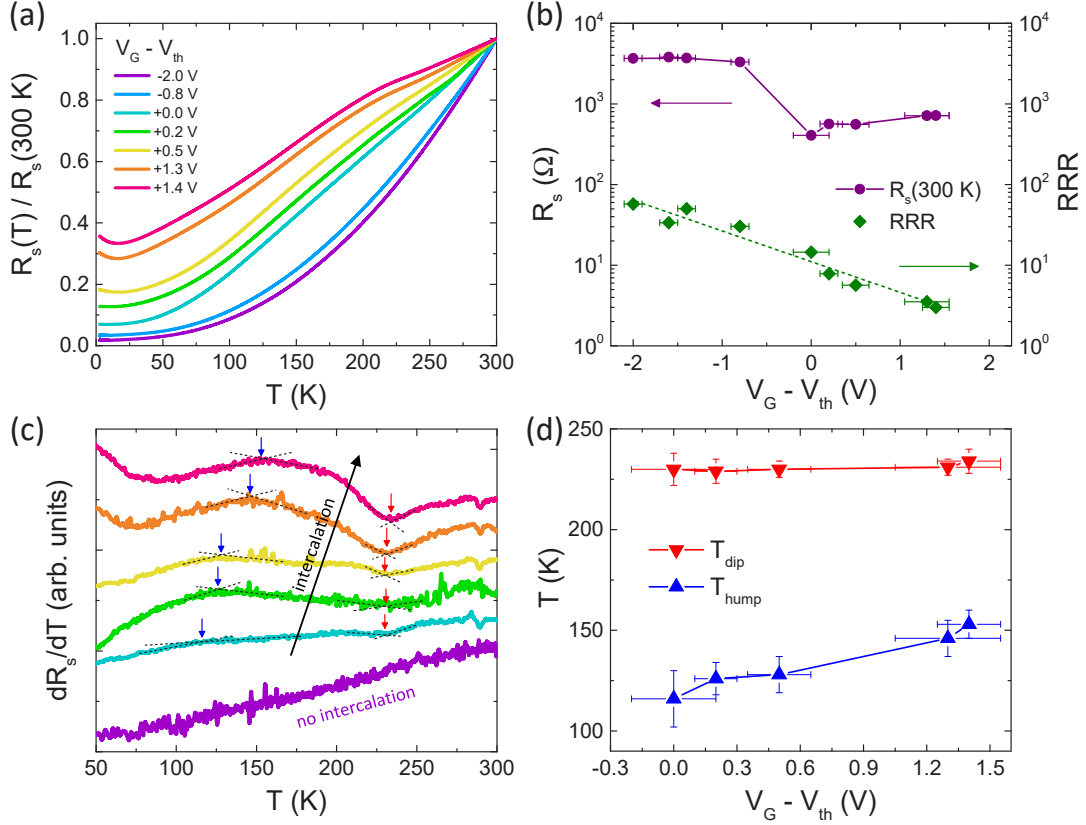 (a)
1.0
0.8
0.6
0.4
0.2
0.0
R_s(T) / R_s(300 K)
V_G - V_th
-2.0 V
-0.8 V
+0.0 V
+0.2 V
+0.5 V
+1.3 V
+1.4 V
0 50 100 150 200 250 300
T (K)
(b)
10^4
10^3
10^2
10^1
10^0
R_s (Ω)
R_s(300 K)
RRR
10^4
10^3
10^2
10^1
10^0
RRR
-2 -1 0 1 2
V_G - V_th (V)
(c)
dR_s/dT (arb. units)
intercalation
no intercalation
50 100 150 200 250 300
T (K)
(d)
250
200
150
100
T (K)
T_dip
T_hump
-0.3 0.0 0.3 0.6 0.9 1.2 1.5
V_G - V_th (V)